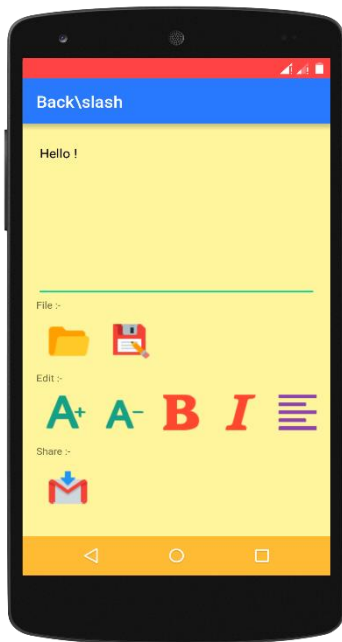 Back\slash
Hello !
File :-
Edit :-
A+ A- B I
Share :-